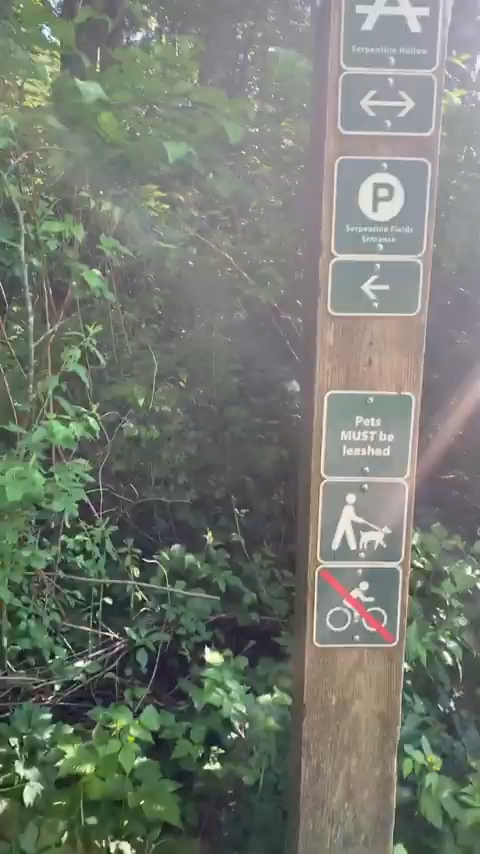 Serpentine Hollow
P
Serpentine Fields
Entrance
Pets
MUST be
leashed